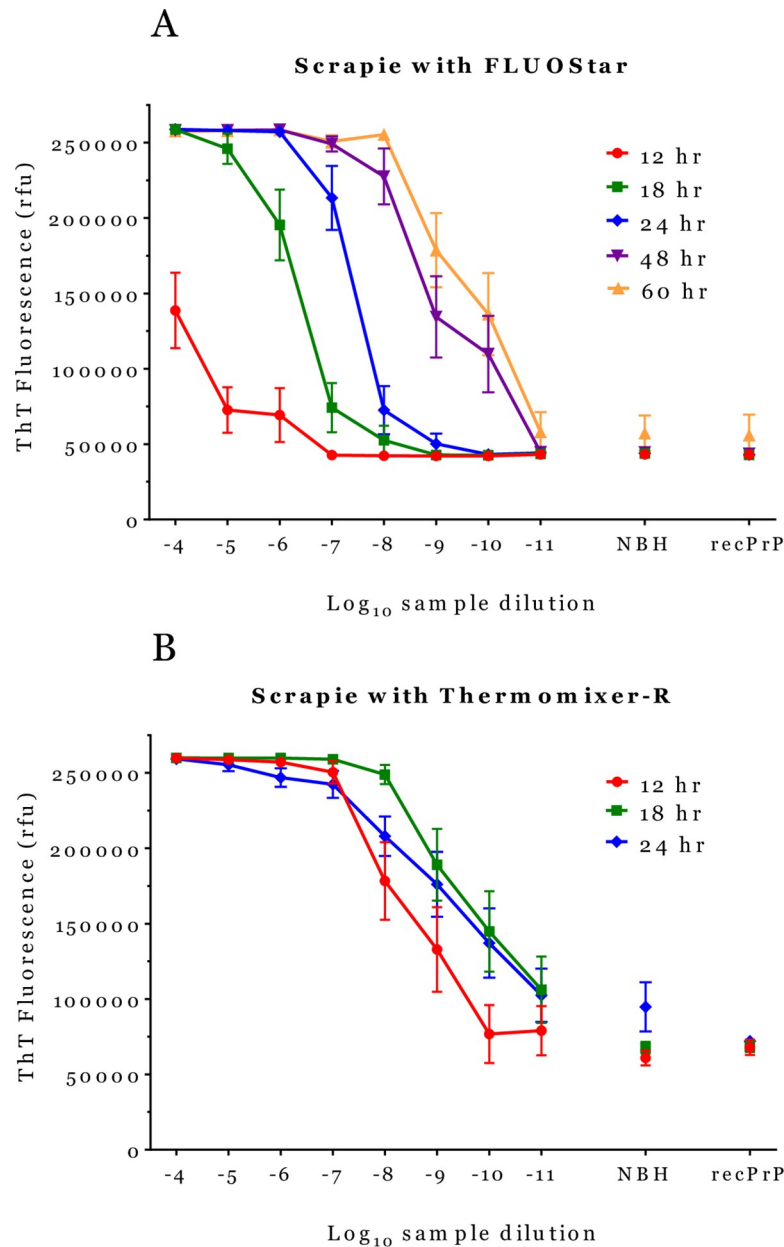 A
Scrapie with FLUOStar
ThT Fluorescence (rfu)
250000
200000
150000
100000
50000
0
12 hr
18 hr
24 hr
48 hr
60 hr
-4 -5 -6 -7 -8 -9 -10 -11 NBH recPrP
Log₁₀ sample dilution
B
Scrapie with Thermomixer-R
ThT Fluorescence (rfu)
250000
200000
150000
100000
50000
0
12 hr
18 hr
24 hr
-4 -5 -6 -7 -8 -9 -10 -11 NBH recPrP
Log₁₀ sample dilution